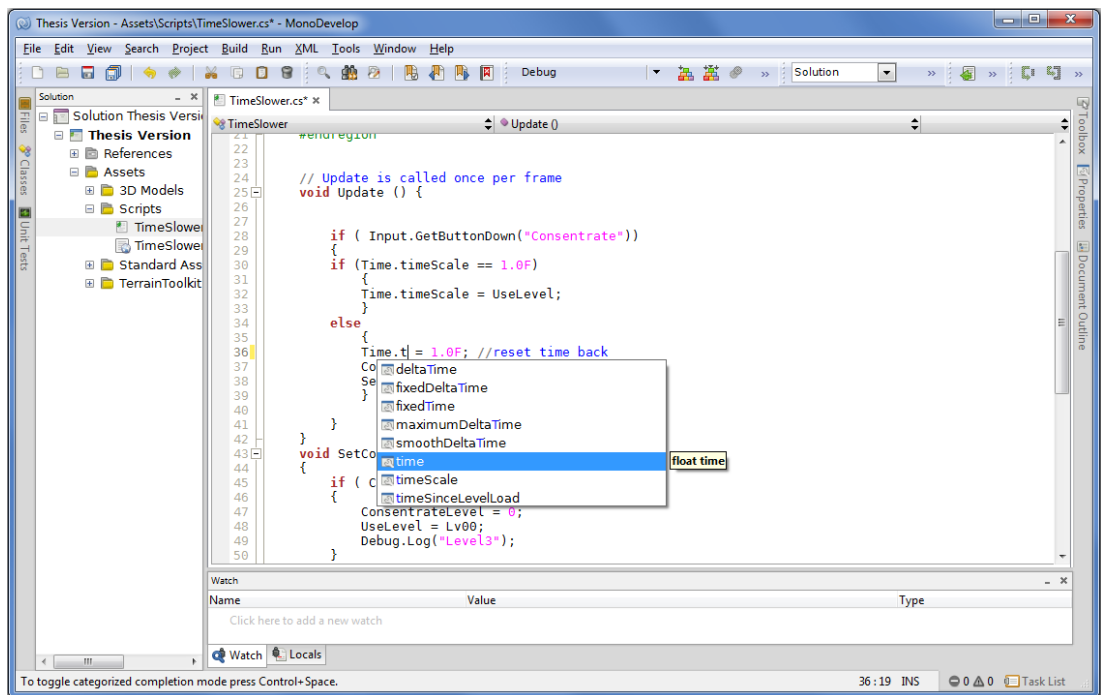 Thesis Version - Assets\Scripts\TimeSlower.cs* - MonoDevelop
File Edit View Search Project Build Run XML Tools Window Help
Debug
Solution
Solution
TimeSlower.cs*
Files
Classes
Unit Tests
Solution Thesis Versi
Thesis Version
References
Assets
3D Models
Scripts
TimeSlowe
TimeSlowe
Standard Ass
TerrainToolkit
TimeSlower
Update ()
21 #endregion
22
23
24 // Update is called once per frame
25 void Update () {
26
27
28 if ( Input.GetButtonDown("Consentrate"))
29 {
30 if (Time.timeScale == 1.0F)
31 {
32 Time.timeScale = UseLevel;
33 }
34 else
35 {
36 Time.t = 1.0F; //reset time back
37 Co
38 Se
39 }
40
41 }
42 }
43 void SetCo
44 {
45 if ( C
46 {
47 ConsentrateLevel = 0;
48 UseLevel = Lv00;
49 Debug.Log("Level3");
50 }
deltaTime
fixedDeltaTime
fixedTime
maximumDeltaTime
smoothDeltaTime
time
timeScale
timeSinceLevelLoad
float time
Toolbox
Properties
Document Outline
Watch
Name Value Type
Click here to add a new watch
Watch Locals
To toggle categorized completion mode press Control+Space.
36:19 INS 0 0 Task List